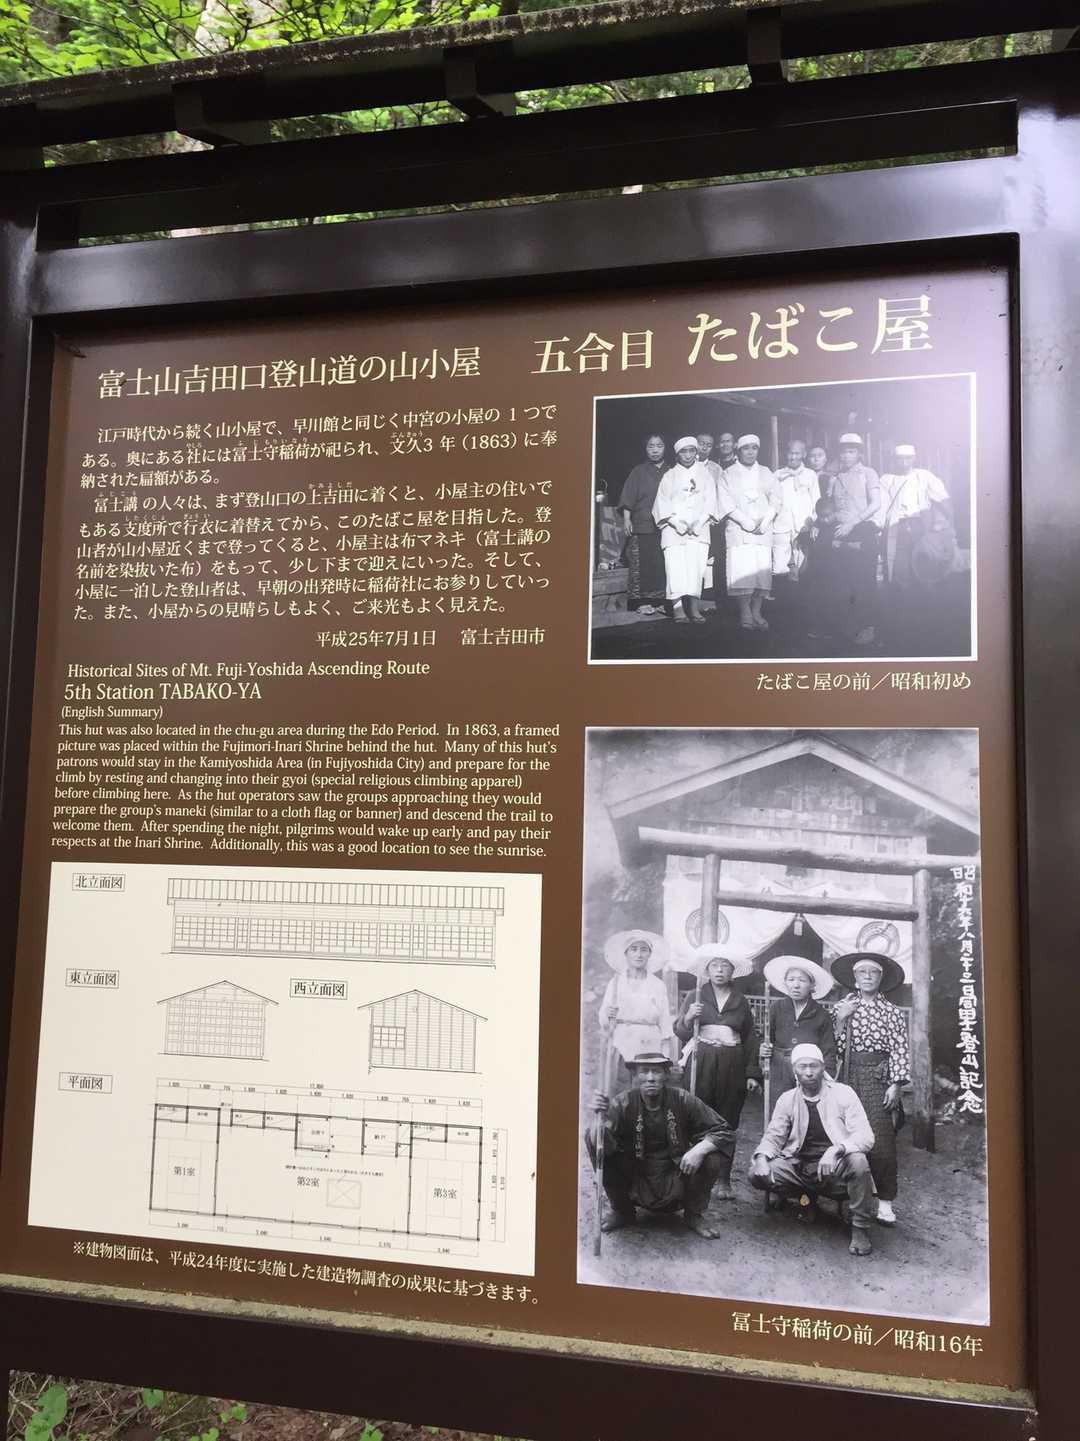 富士山吉田口登山道の山小屋 五合目 たばこ屋
江戸時代から続く山小屋で、早川館と同じく中宮の小屋の 1 つで
ある。奥にある社には富士守稲荷が祀られ、文久3 年（1863）に奉
納された扁額がある。
富士講 の人々は、まず登山口の上吉田に着くと、小屋主の住いで
もある支度所で行衣に着替えてから、このたばこ屋を目指した。登
山者が山小屋近くまで登ってくると、小屋主は布マネキ（富士講の
名前を染抜いた布）をもって、少し下まで迎えにいった。そして、
小屋に一泊した登山者は、早朝の出発時に稲荷社にお参りしていっ
た。また、小屋からの見晴らしもよく、ご来光もよく見えた。
平成25年7月1日 富士吉田市
Historical Sites of Mt. Fuji-Yoshida Ascending Route
5th Station TABAKO-YA
(English Summary)
This hut was also located in the chu-gu area during the Edo Period. In 1863, a framed
picture was placed within the Fujimori-Inari Shrine behind the hut. Many of this hut's
patrons would stay in the Kamiyoshida Area (in Fujiyoshida City) and prepare for the
climb by resting and changing into their gyoi (special religious climbing apparel)
before climbing here. As the hut operators saw the groups approaching they would
prepare the group's maneki (similar to a cloth flag or banner) and descend the trail to
welcome them. After spending the night, pilgrims would wake up early and pay their
respects at the Inari Shrine. Additionally, this was a good location to see the sunrise.
北立面図
東立面図
西立面図
平面図
第1室
第2室
第3室
※建物図面は、平成24年度に実施した建造物調査の成果に基づきます。
たばこ屋の前／昭和初め
昭和十六年八月二十三日富士登山記念
冨士守稲荷の前／昭和16年